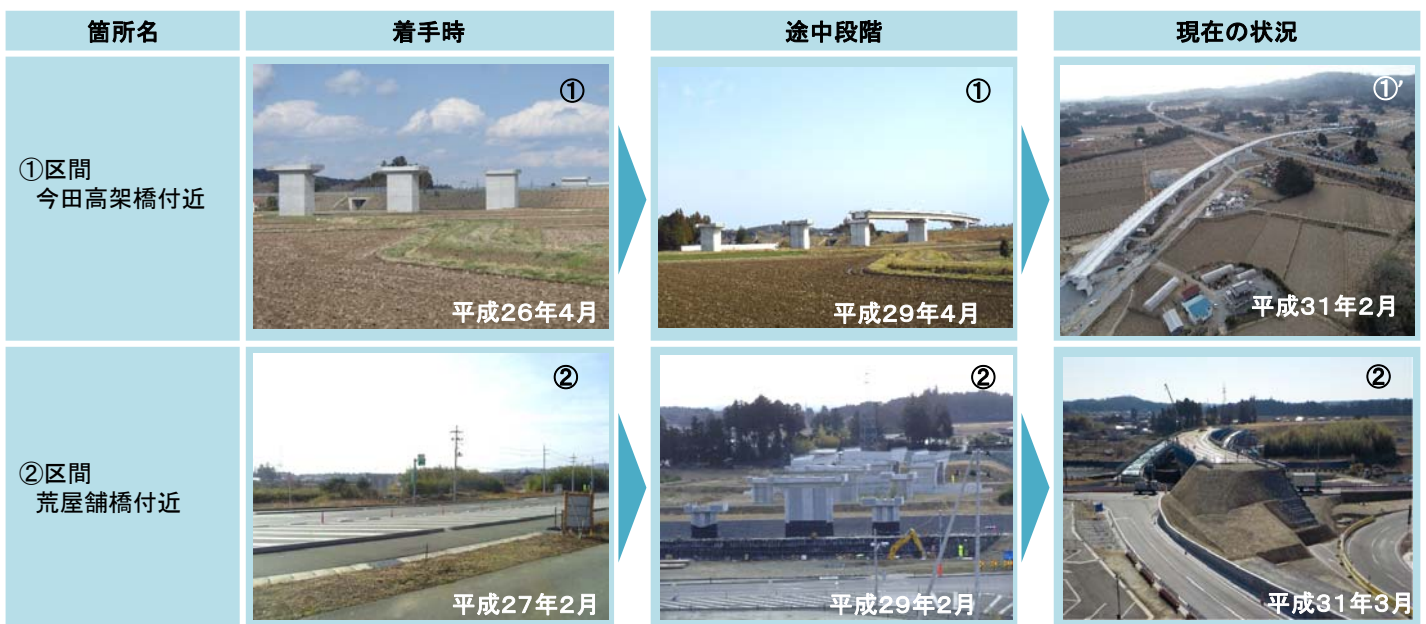 箇所名
着手時
途中段階
現在の状況
①区間
今田高架橋付近
①
平成26年4月
①
平成29年4月
①’
平成31年2月
②区間
荒屋舗橋付近
②
平成27年2月
②
平成29年2月
②
平成31年3月